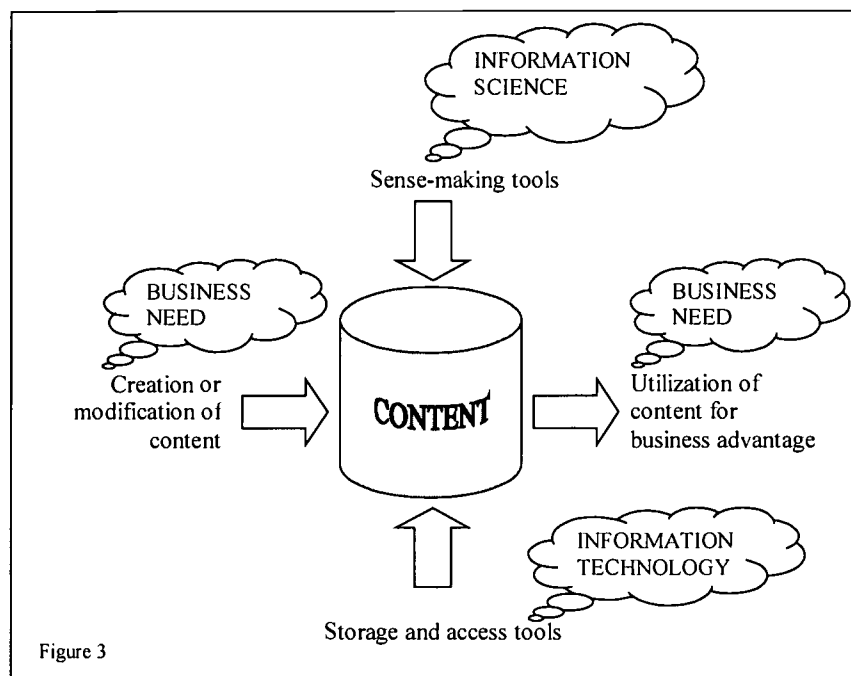 INFORMATION
SCIENCE
Sense-making tools
BUSINESS
NEED
Creation or
modification of
content
CONTENT
BUSINESS
NEED
Utilization of
content for
business advantage
INFORMATION
TECHNOLOGY
Storage and access tools
Figure 3